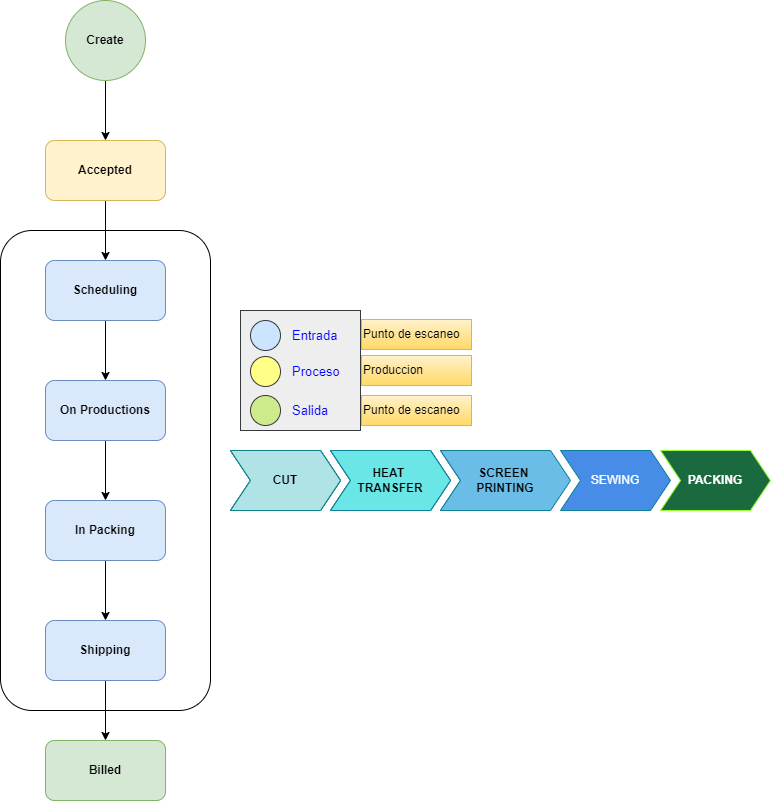 Create
Accepted
Scheduling
On Productions
In Packing
Shipping
Billed
Entrada
Punto de escaneo
Proceso
Produccion
Salida
Punto de escaneo
CUT
HEAT
TRANSFER
SCREEN
PRINTING
SEWING
PACKING